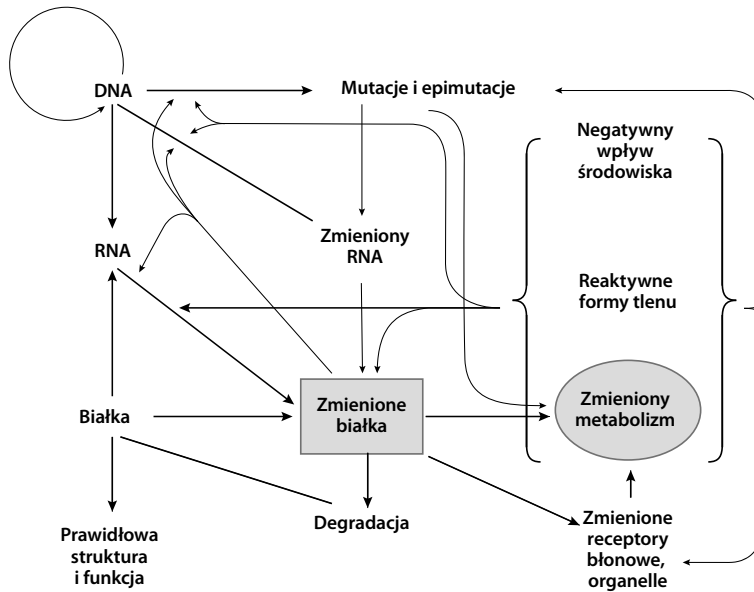 DNA
Mutacje i epimutacje
Negatywny
wpływ
środowiska
Zmieniony
RNA
RNA
Reaktywne
formy tlenu
Białka
Zmienione
białka
Zmieniony
metabolizm
Degradacja
Prawidłowa
struktura
i funkcja
Zmienione
receptory
błonowe,
organelle